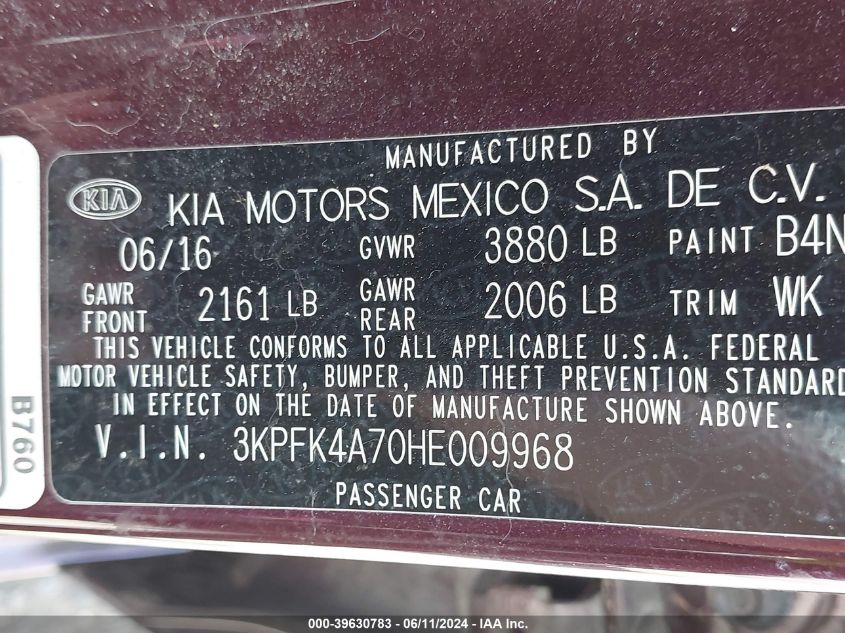 MANUFACTURED BY
KIA KIA MOTORS MEXICO S.A. DE C.V.
06/16 GVWR 3880 LB PAINT B4N
GAWR FRONT 2161 LB GAWR REAR 2006 LB TRIM WK
THIS VEHICLE CONFORMS TO ALL APPLICABLE U.S.A. FEDERAL
MOTOR VEHICLE SAFETY, BUMPER, AND THEFT PREVENTION STANDARD
IN EFFECT ON THE DATE OF MANUFACTURE SHOWN ABOVE.
V.I.N. 3KPFK4A70HE009968
PASSENGER CAR
B760
000-39630783 - 06/11/2024 - IAA Inc.